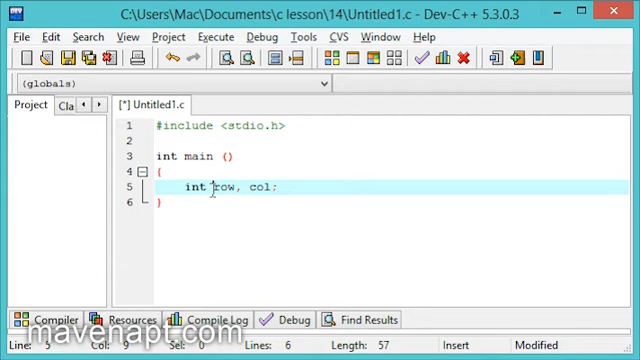 C:\Users\Mac\Documents\c lesson\14\Untitled1.c - Dev-C++ 5.3.0.3
File Edit Search View Project Execute Debug Tools CVS Window Help
(globals)
Project Cla [*] Untitled1.c
1 #include <stdio.h>
2
3 int main ()
4 {
5 int row, col;
6 }
Compiler Resources Compile Log Debug Find Results
mavenapt.com
Line: 5 Col: 9 Sel: 0 Lines: 6 Length: 57